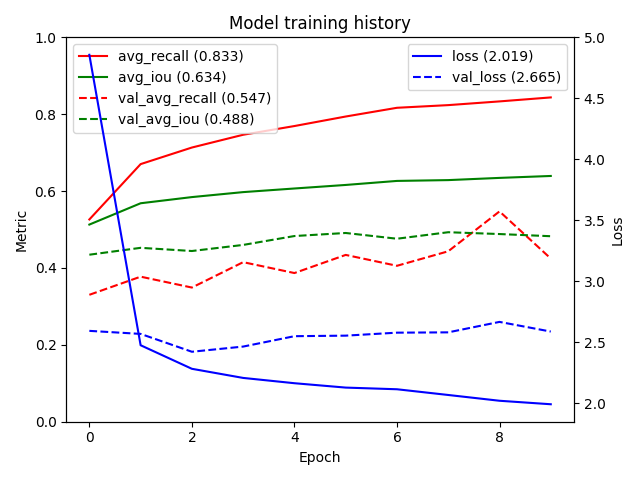 Model training history
avg_recall (0.833)
avg_iou (0.634)
val_avg_recall (0.547)
val_avg_iou (0.488)
loss (2.019)
val_loss (2.665)
1.0
0.8
0.6
0.4
0.2
0.0
Metric
5.0
4.5
4.0
3.5
3.0
2.5
2.0
Loss
0 2 4 6 8
Epoch